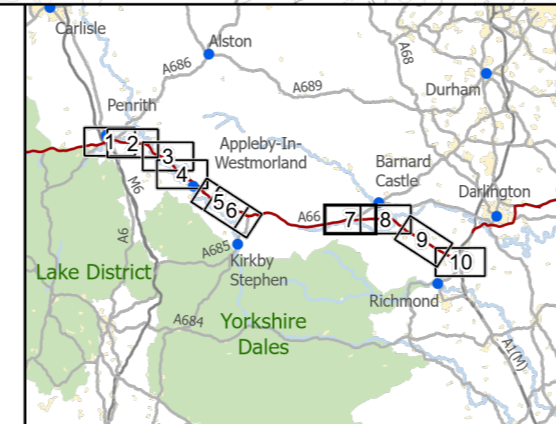 Carlisle
Alston
A686
A689
A68
Durham
Penrith
1
2
3
4
5
6
Appleby-In-
Westmorland
Barnard
Castle
Darlington
A66
7
8
9
10
M6
A6
Lake District
A685
Kirkby
Stephen
Richmond
A684
Yorkshire
Dales
A1(M)